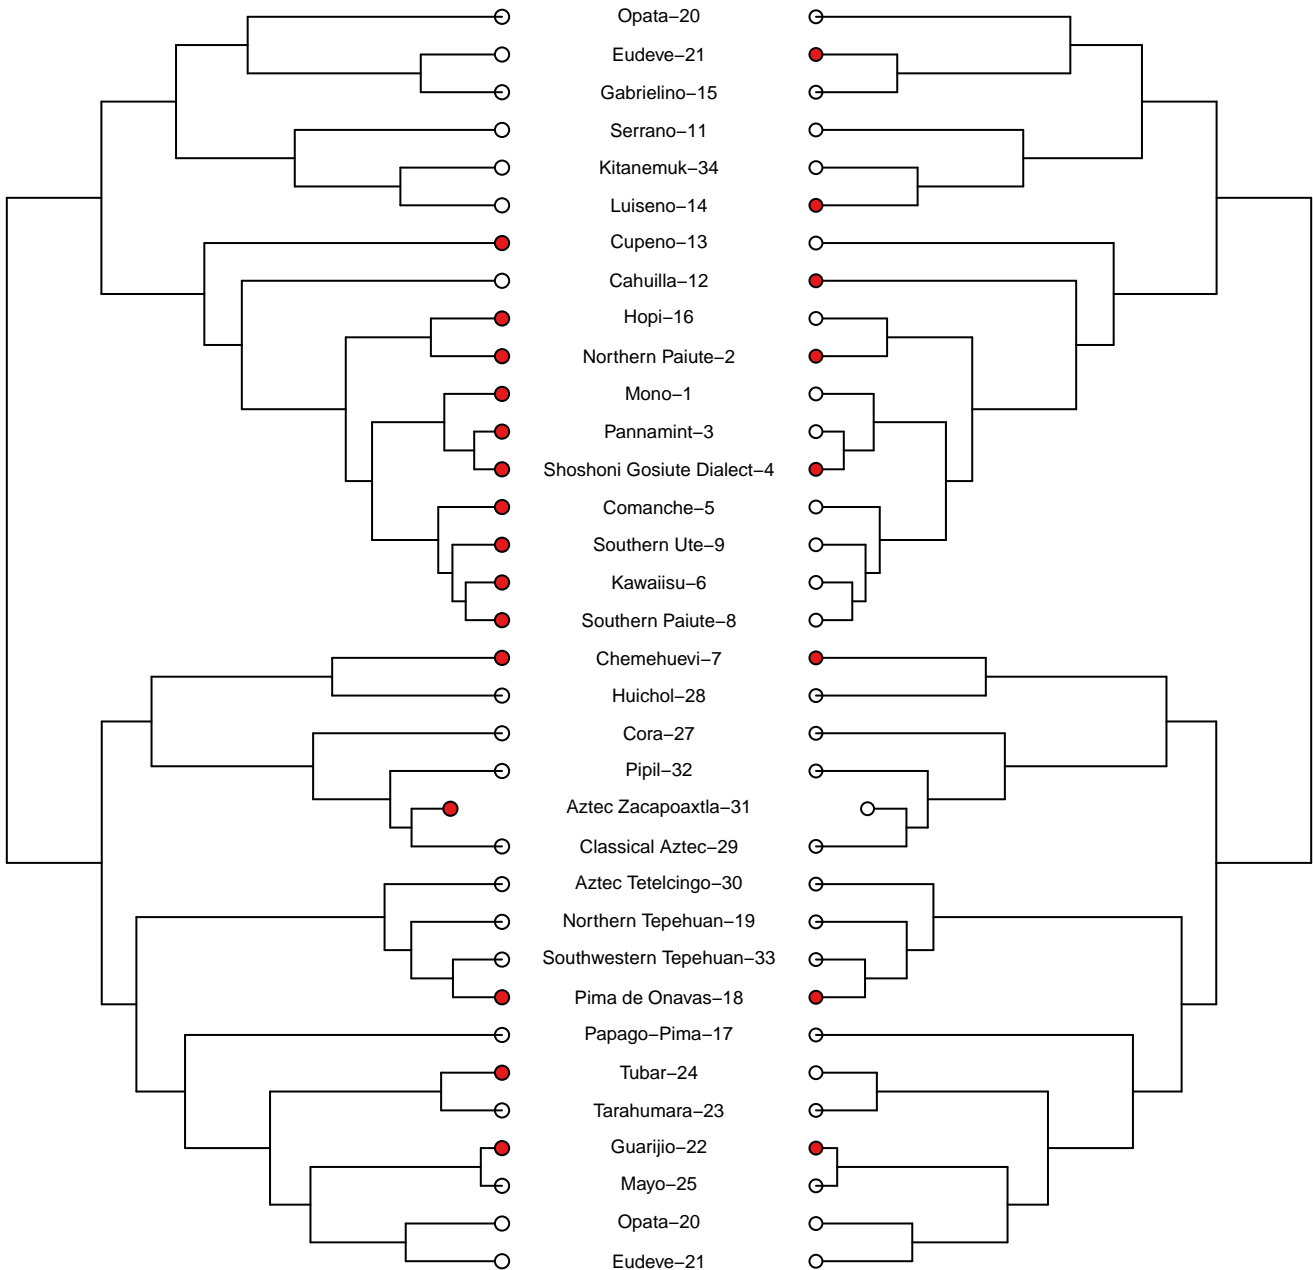 Opata−20
Eudeve−21
Gabrielino−15
Serrano−11
Kitanemuk−34
Luiseno−14
Cupeno−13
Cahuilla−12
Hopi−16
Northern Paiute−2
Mono−1
Pannamint−3
Shoshoni Gosiute Dialect−4
Comanche−5
Southern Ute−9
Kawaiisu−6
Southern Paiute−8
Chemehuevi−7
Huichol−28
Cora−27
Pipil−32
Aztec Zacapoaxtla−31
Classical Aztec−29
Aztec Tetelcingo−30
Northern Tepehuan−19
Southwestern Tepehuan−33
Pima de Onavas−18
Papago−Pima−17
Tubar−24
Tarahumara−23
Guarijio−22
Mayo−25
Opata−20
Eudeve−21